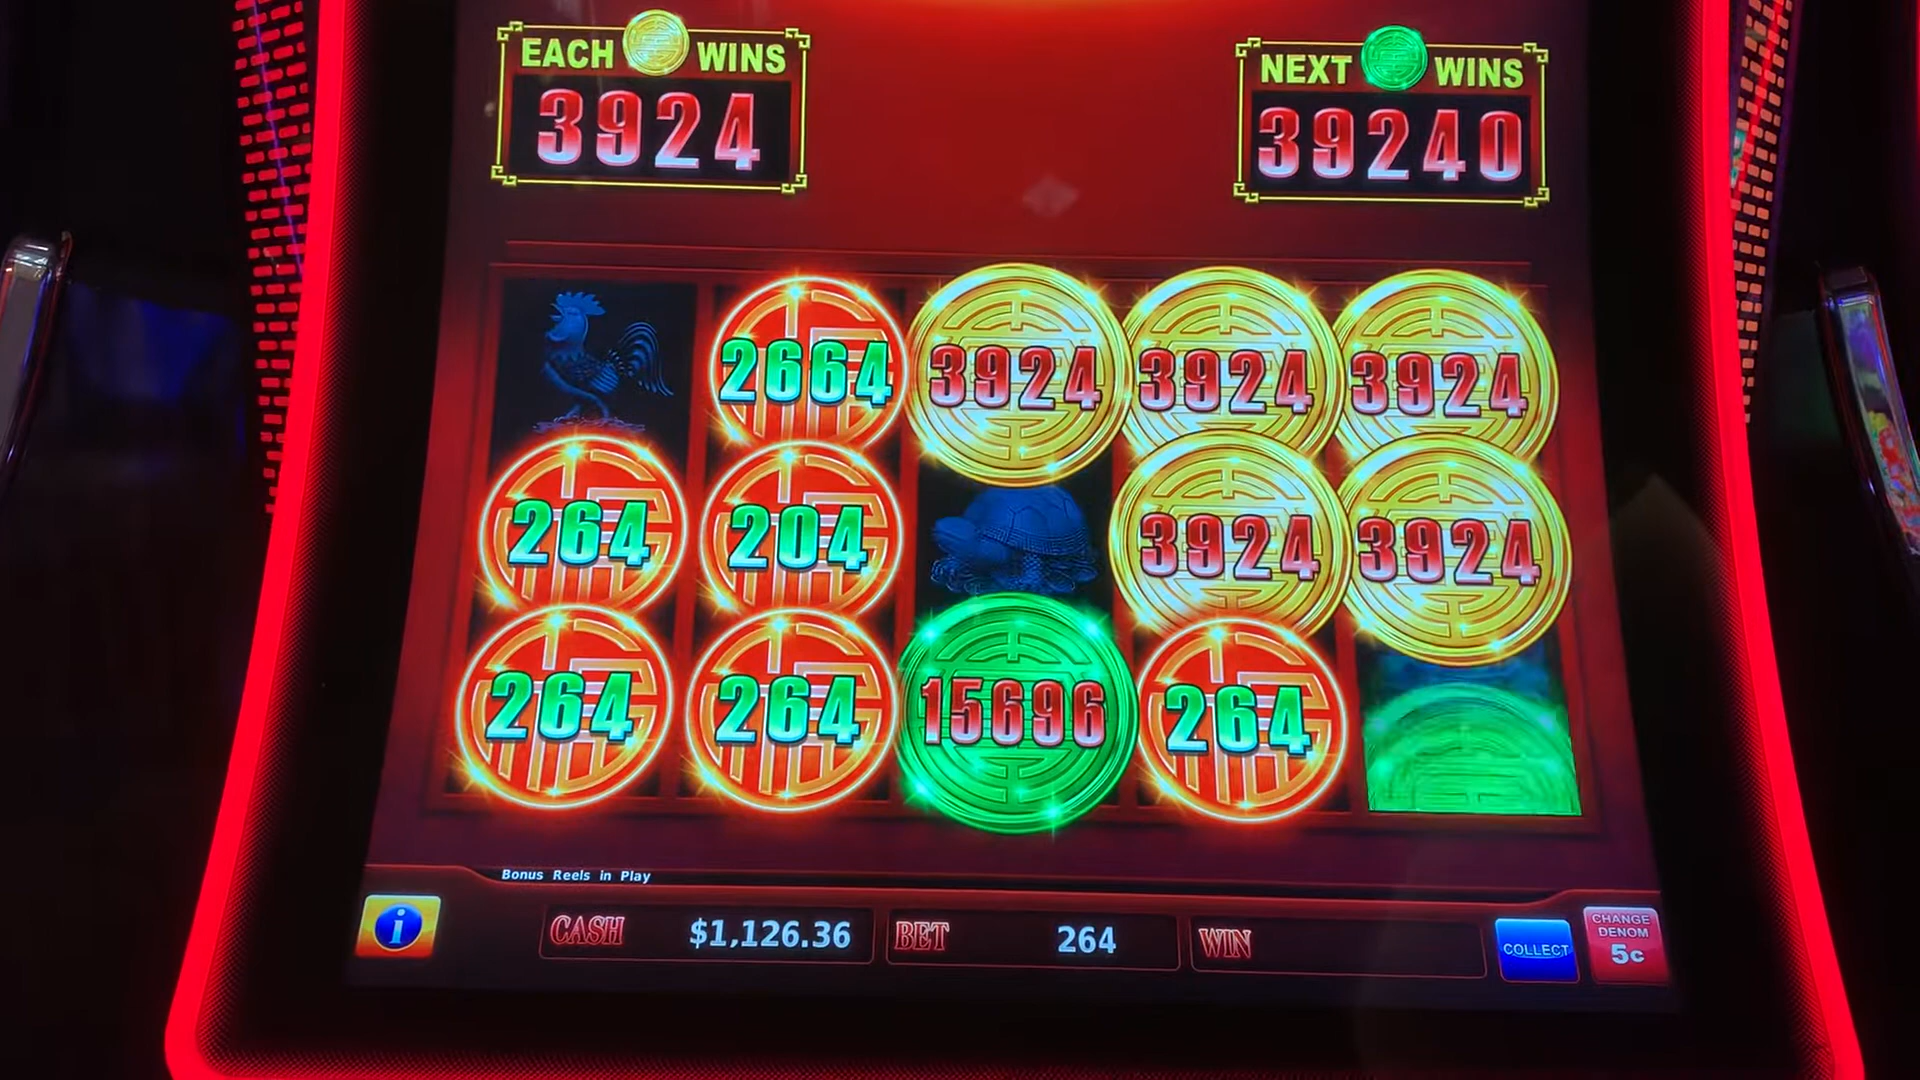 EACH WINS
3924
NEXT WINS
39240
2664 3924 3924 3924
264 204 3924 3924
264 264 15696 264
Bonus Reels in Play
i CASH $1,126.36 BET 264 WIN COLLECT
CHANGE
DENOM
5c